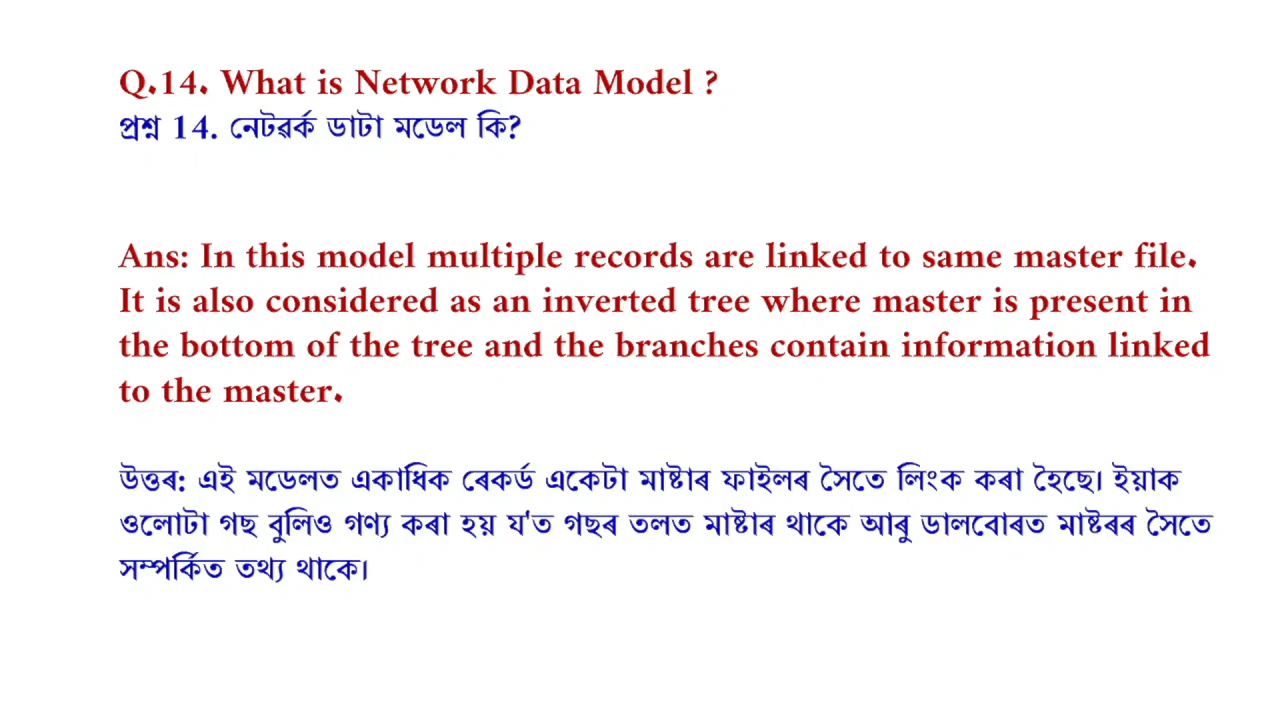 Q.14. What is Network Data Model ?
প্ৰশ্ন 14. নেটৱৰ্ক ডাটা মডেল কি?
Ans: In this model multiple records are linked to same master file.
It is also considered as an inverted tree where master is present in
the bottom of the tree and the branches contain information linked
to the master.
উত্তৰ: এই মডেলত একাধিক ৰেকৰ্ড একেটা মাষ্টাৰ ফাইলৰ সৈতে লিংক কৰা হৈছে। ইয়াক
ওলোটা গছ বুলিও গণ্য কৰা হয় য'ত গছৰ তলত মাষ্টাৰ থাকে আৰু ডালবোৰত মাষ্টৰৰ সৈতে
সম্পৰ্কিত তথ্য থাকে।